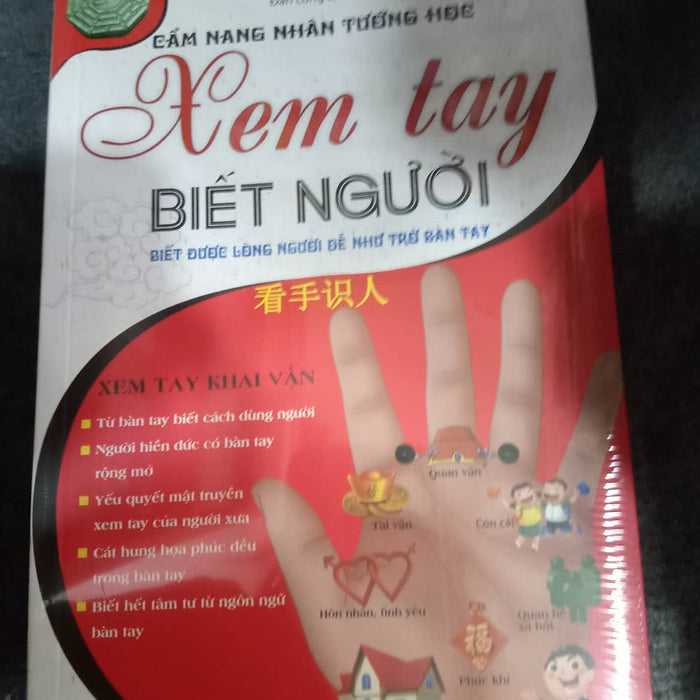 CẨM NANG NHÂN TƯỚNG HỌC
Xem tay
BIẾT NGƯỜI
BIẾT ĐƯỢC LÒNG NGƯỜI DỄ NHƯ TRỞ BÀN TAY
看手识人
XEM TAY KHAI VẬN
Từ bàn tay biết cách dùng người
Người hiền đức có bàn tay
rộng mở
Yếu quyết mật truyền
xem tay của người xưa
Cát hung họa phúc đều
trong bàn tay
Biết hết tâm tư từ ngôn ngữ
bàn tay
Quan vận
Tài vận
Con cái
Hôn nhân, tình yêu
Quan hệ
xã hội
福
Phúc khí